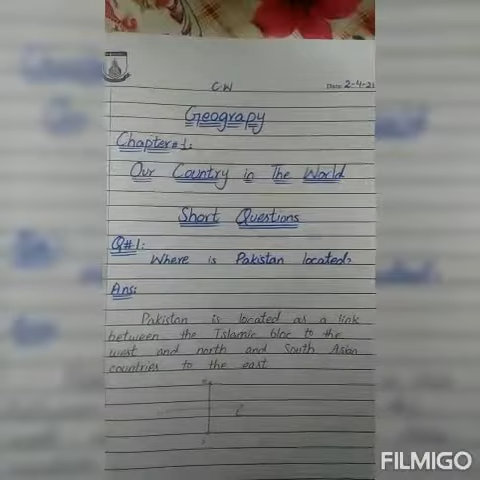 C.W
Date: 2-4-21
Geograpy
Chapter#1:
Our Country in The World
Short Questions
Q#1:
Where is Pakistan located?
Ans:
Pakistan is located as a link
between the Islamic bloc to the
west and north and South Asian
countries to the east
FILMIGO